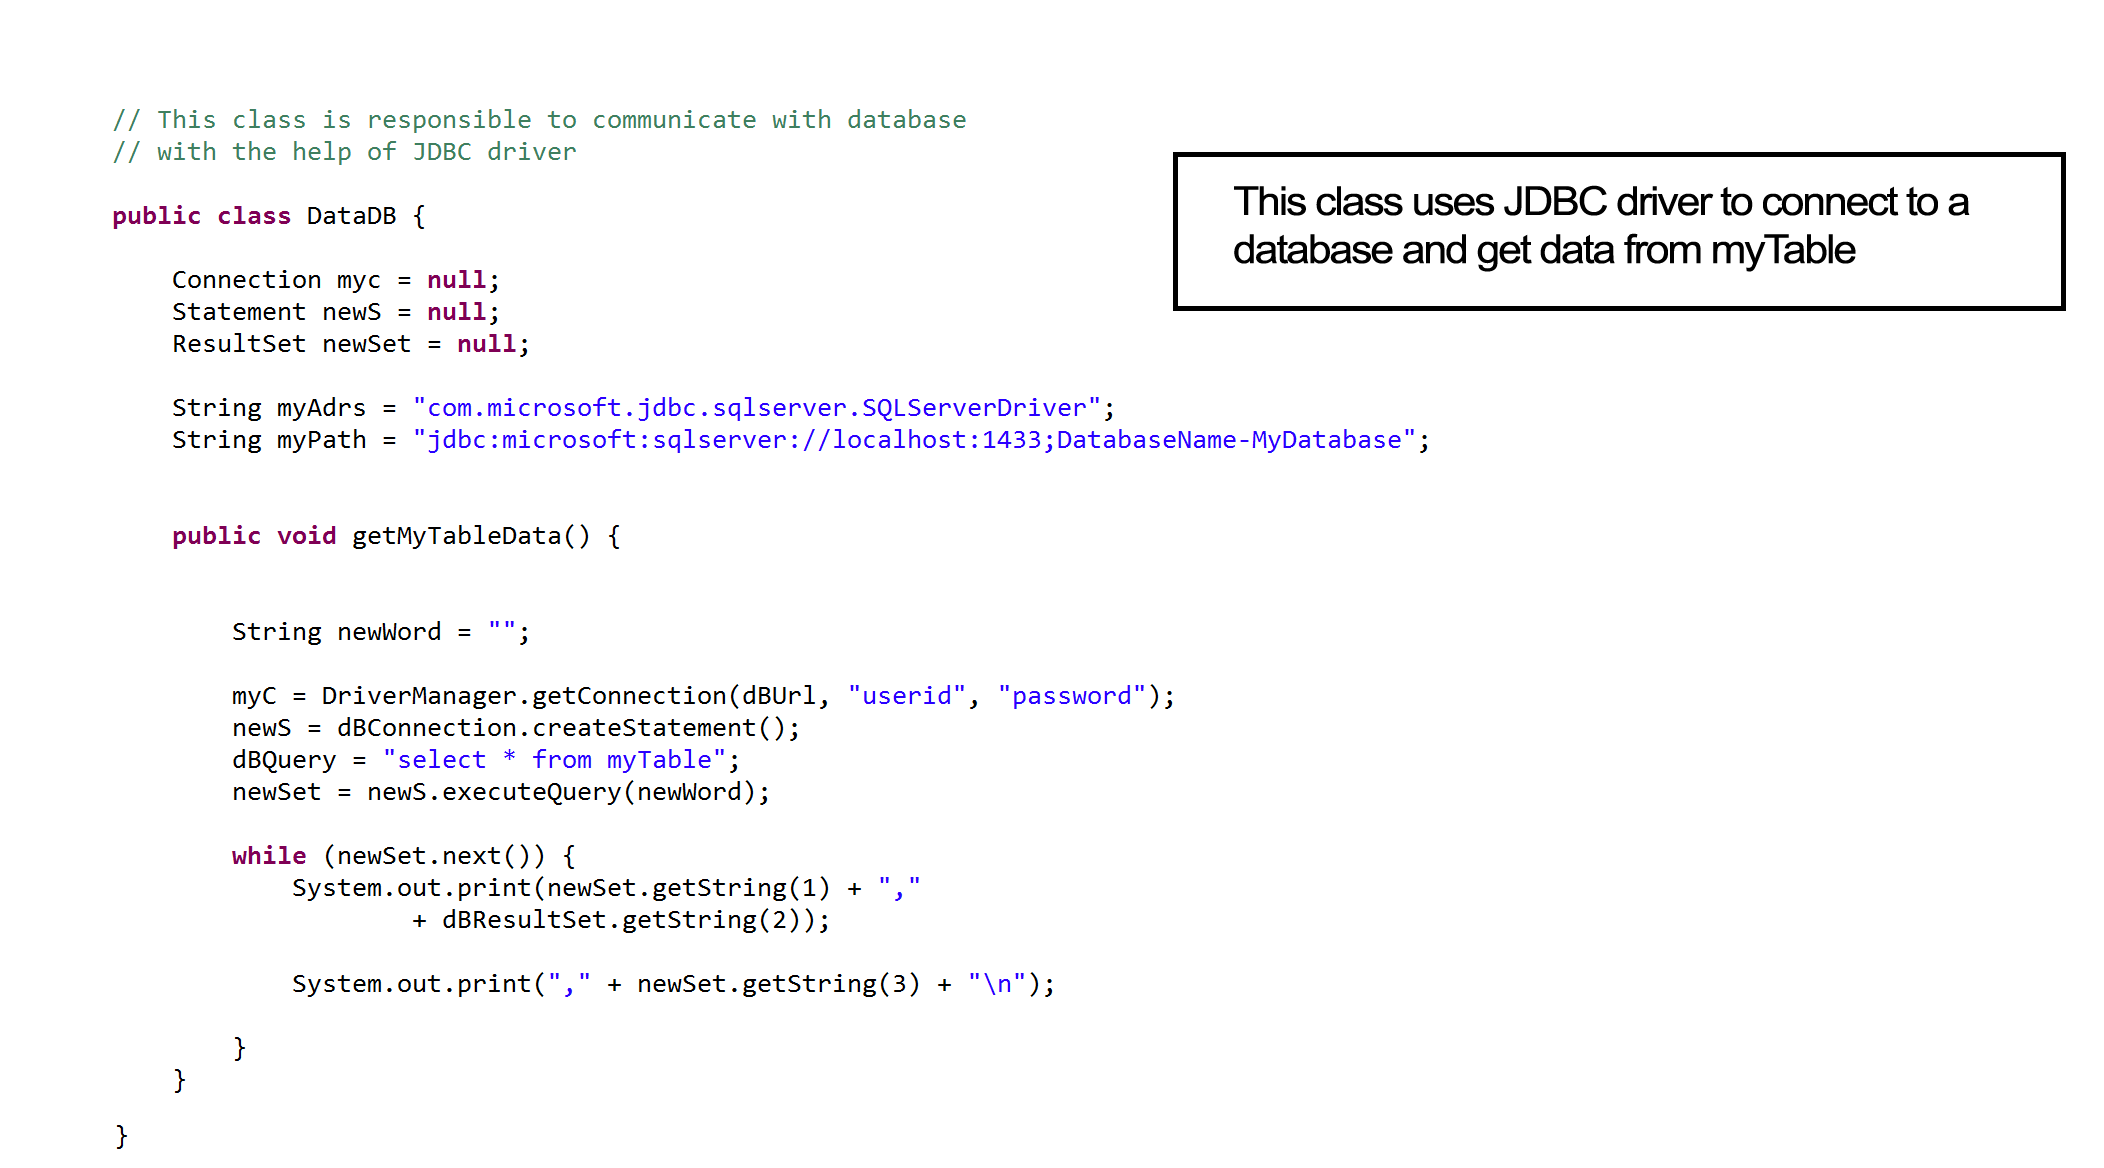 // This class is responsible to communicate with database
// with the help of JDBC driver
This class uses JDBC driver to connect to a
database and get data from myTable
public class DataDB {
Connection myc = null;
Statement newS = null;
ResultSet newSet = null;
String myAdrs = "com.microsoft.jdbc.sqlserver.SQLServerDriver";
String myPath = "jdbc:microsoft:sqlserver://localhost:1433;DatabaseName-MyDatabase";
public void getMyTableData() {
String newWord = "";
myC = DriverManager.getConnection(dBUrl, "userid", "password");
newS = dBConnection.createStatement();
dBQuery = "select * from myTable";
newSet = newS.executeQuery(newWord);
while (newSet.next()) {
System.out.print(newSet.getString(1) + ","
+ dBResultSet.getString(2));
System.out.print("," + newSet.getString(3) + "\n");
}
}
}